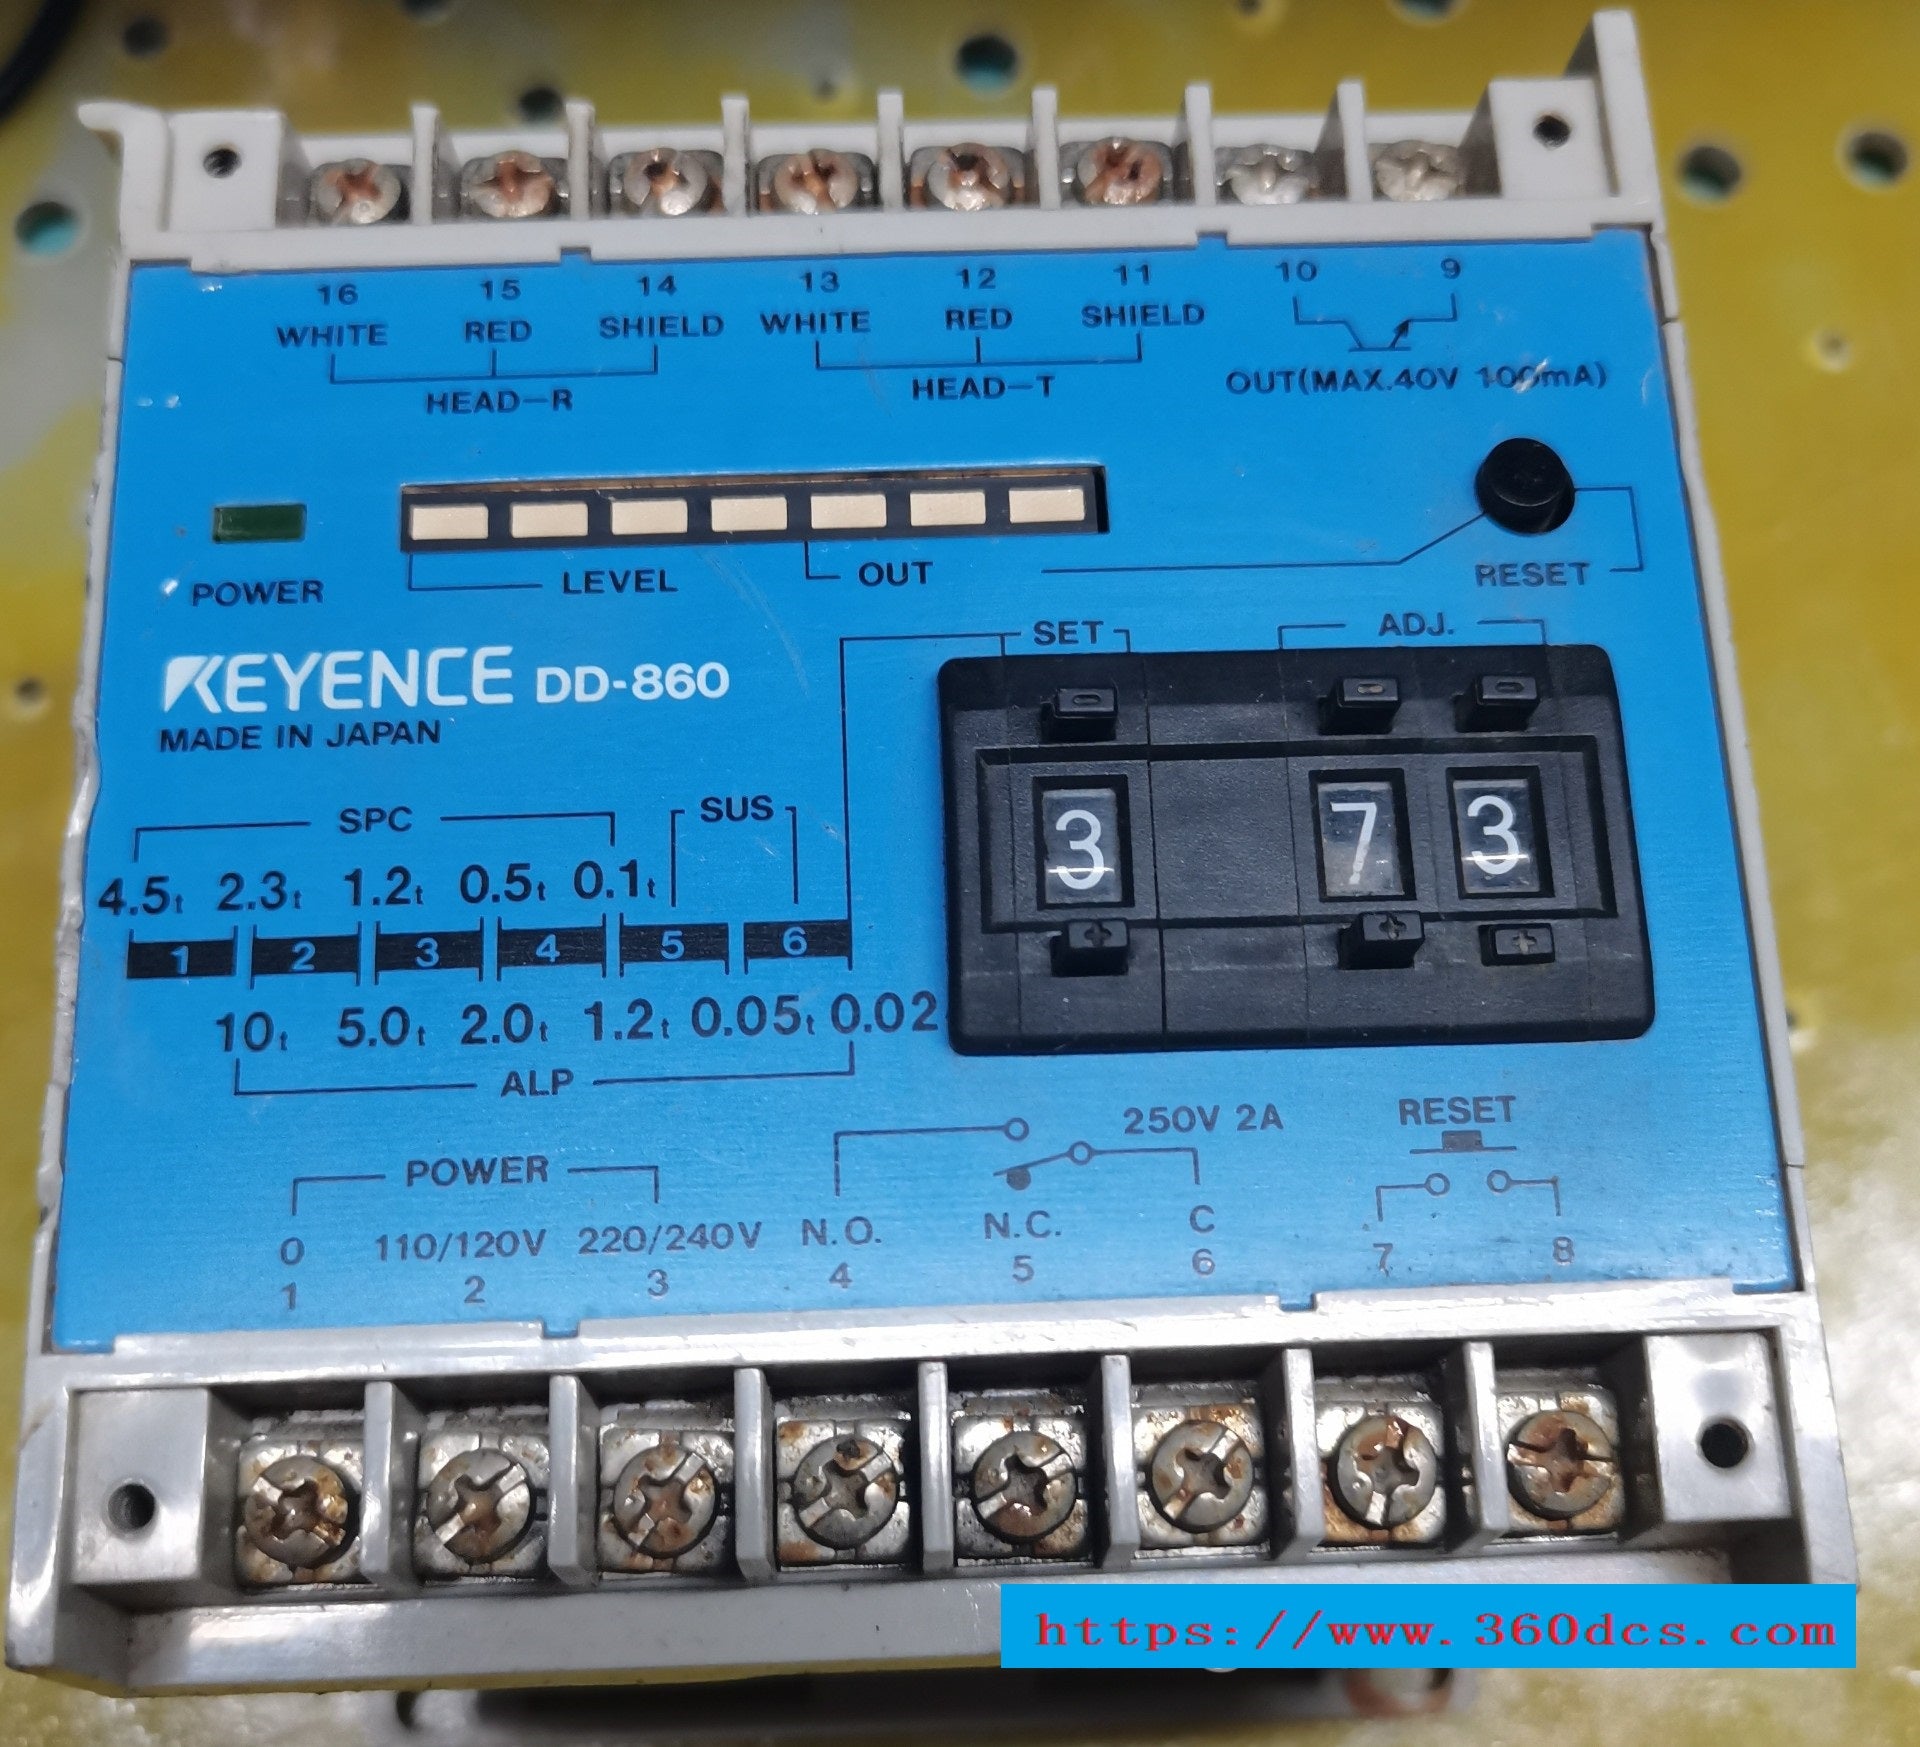 16 15 14 13 12 11 10 9
WHITE RED SHIELD WHITE RED SHIELD
HEAD-R HEAD-T OUT(MAX.40V 100mA)
POWER LEVEL OUT RESET
SET ADJ.
KEYENCE DD-860
MADE IN JAPAN
3 7 3
SPC SUS
4.5t 2.3t 1.2t 0.5t 0.1t
1 2 3 4 5 6
10t 5.0t 2.0t 1.2t 0.05t 0.02
ALP
250V 2A RESET
POWER
0 110/120V 220/240V N.O. N.C. C
1 2 3 4 5 6 7 8
https://www.360dcs.com